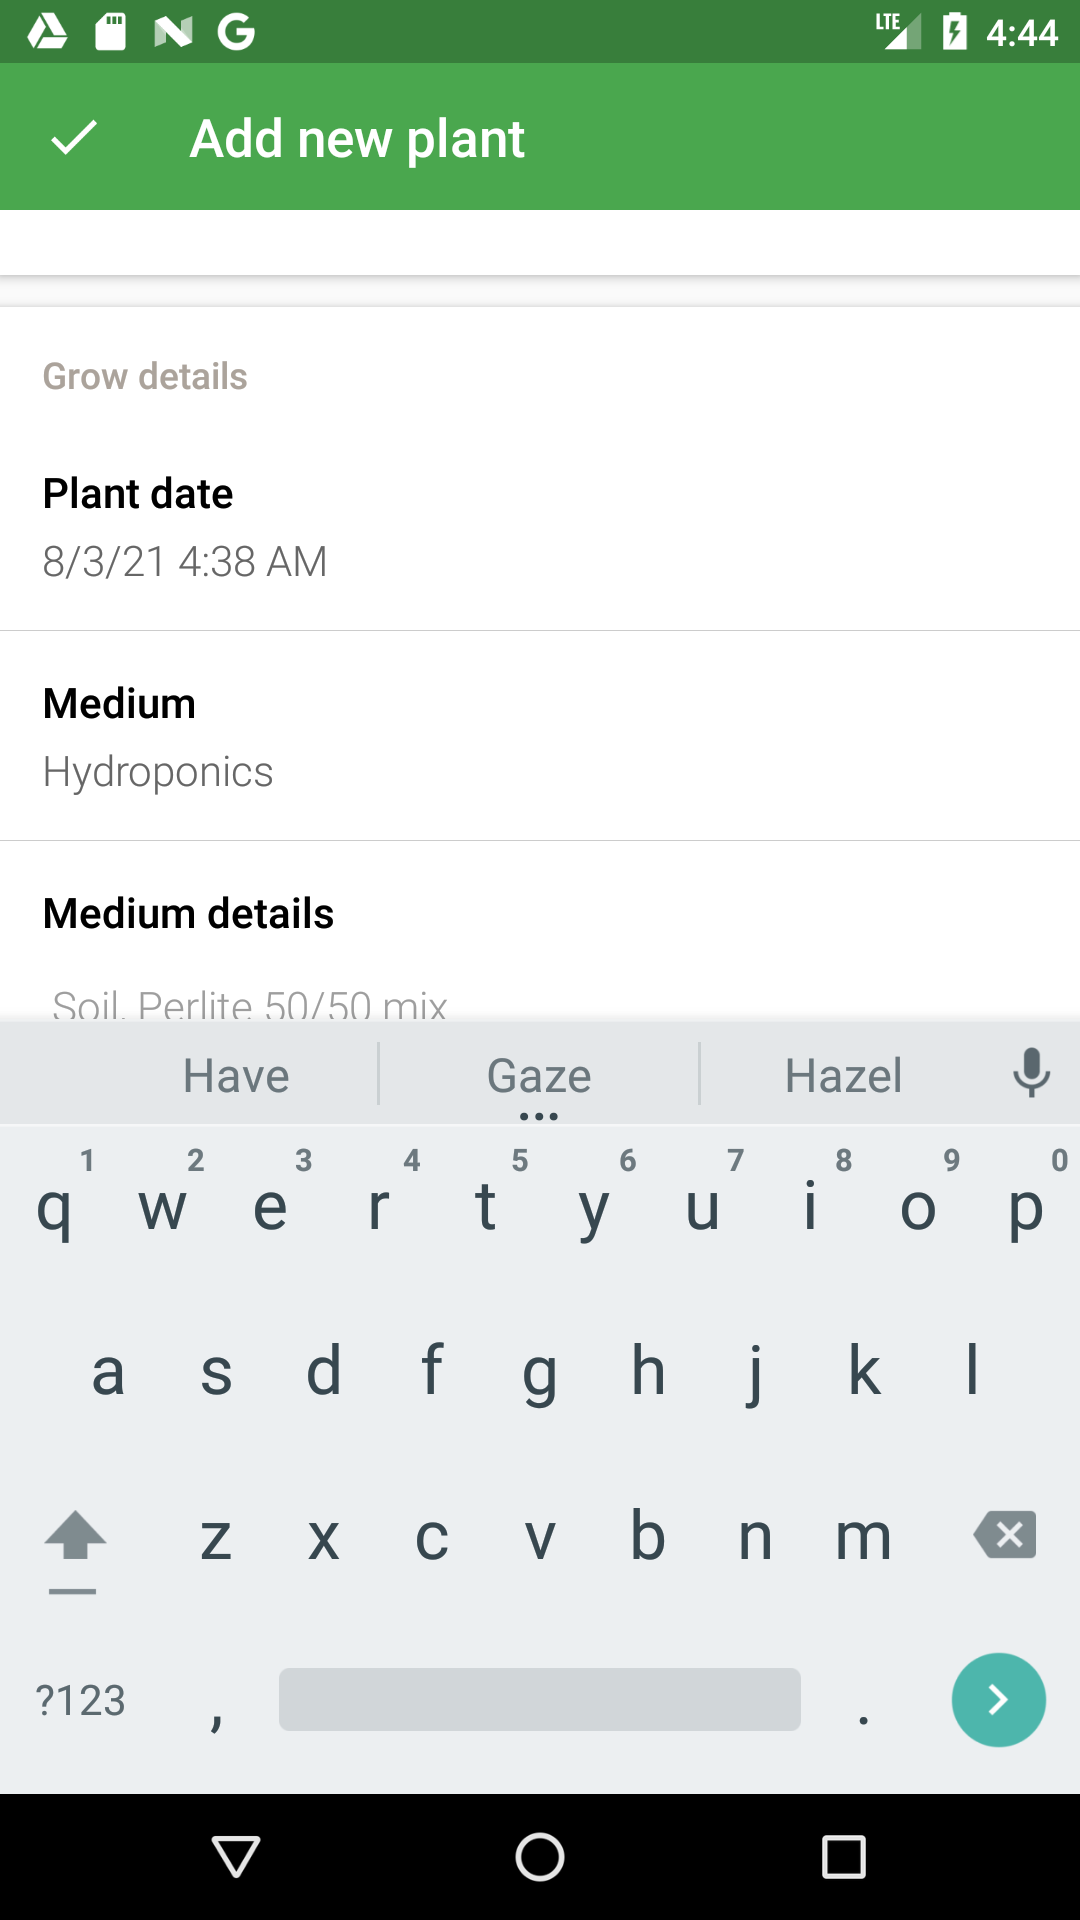 LTE 4:44
Add new plant
Grow details
Plant date
8/3/21 4:38 AM
Medium
Hydroponics
Medium details
Soil, Perlite 50/50 mix
Have Gaze Hazel
1 2 3 4 5 6 7 8 9 0
q w e r t y u i o p
a s d f g h j k l
z x c v b n m
?123 , .